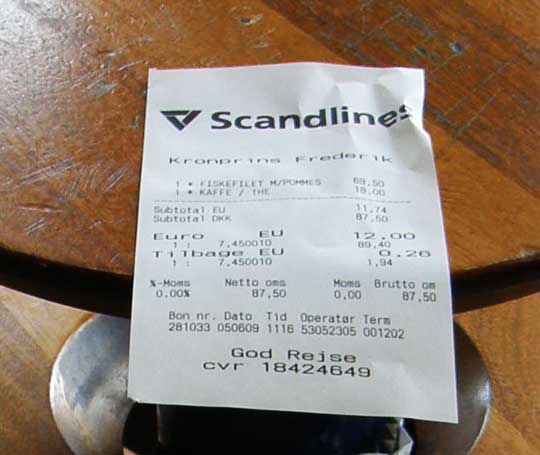 Scandlines
Kronprins Frederik
1 * FISKEFILET M/POMMES 69,50
1 * KAFFE / THE 18,00
Subtotal EU 11,74
Subtotal DKK 87,50
Euro EU 12,00
1 : 7,450010 89,40
Tilbage EU 0,26
1 : 7,450010 1,94
%-Moms Netto oms Moms Brutto om
0.00% 87,50 0,00 87,50
Bon nr. Dato Tid Operatør Term
281033 050609 1116 53052305 001202
God Rejse
cvr 18424649